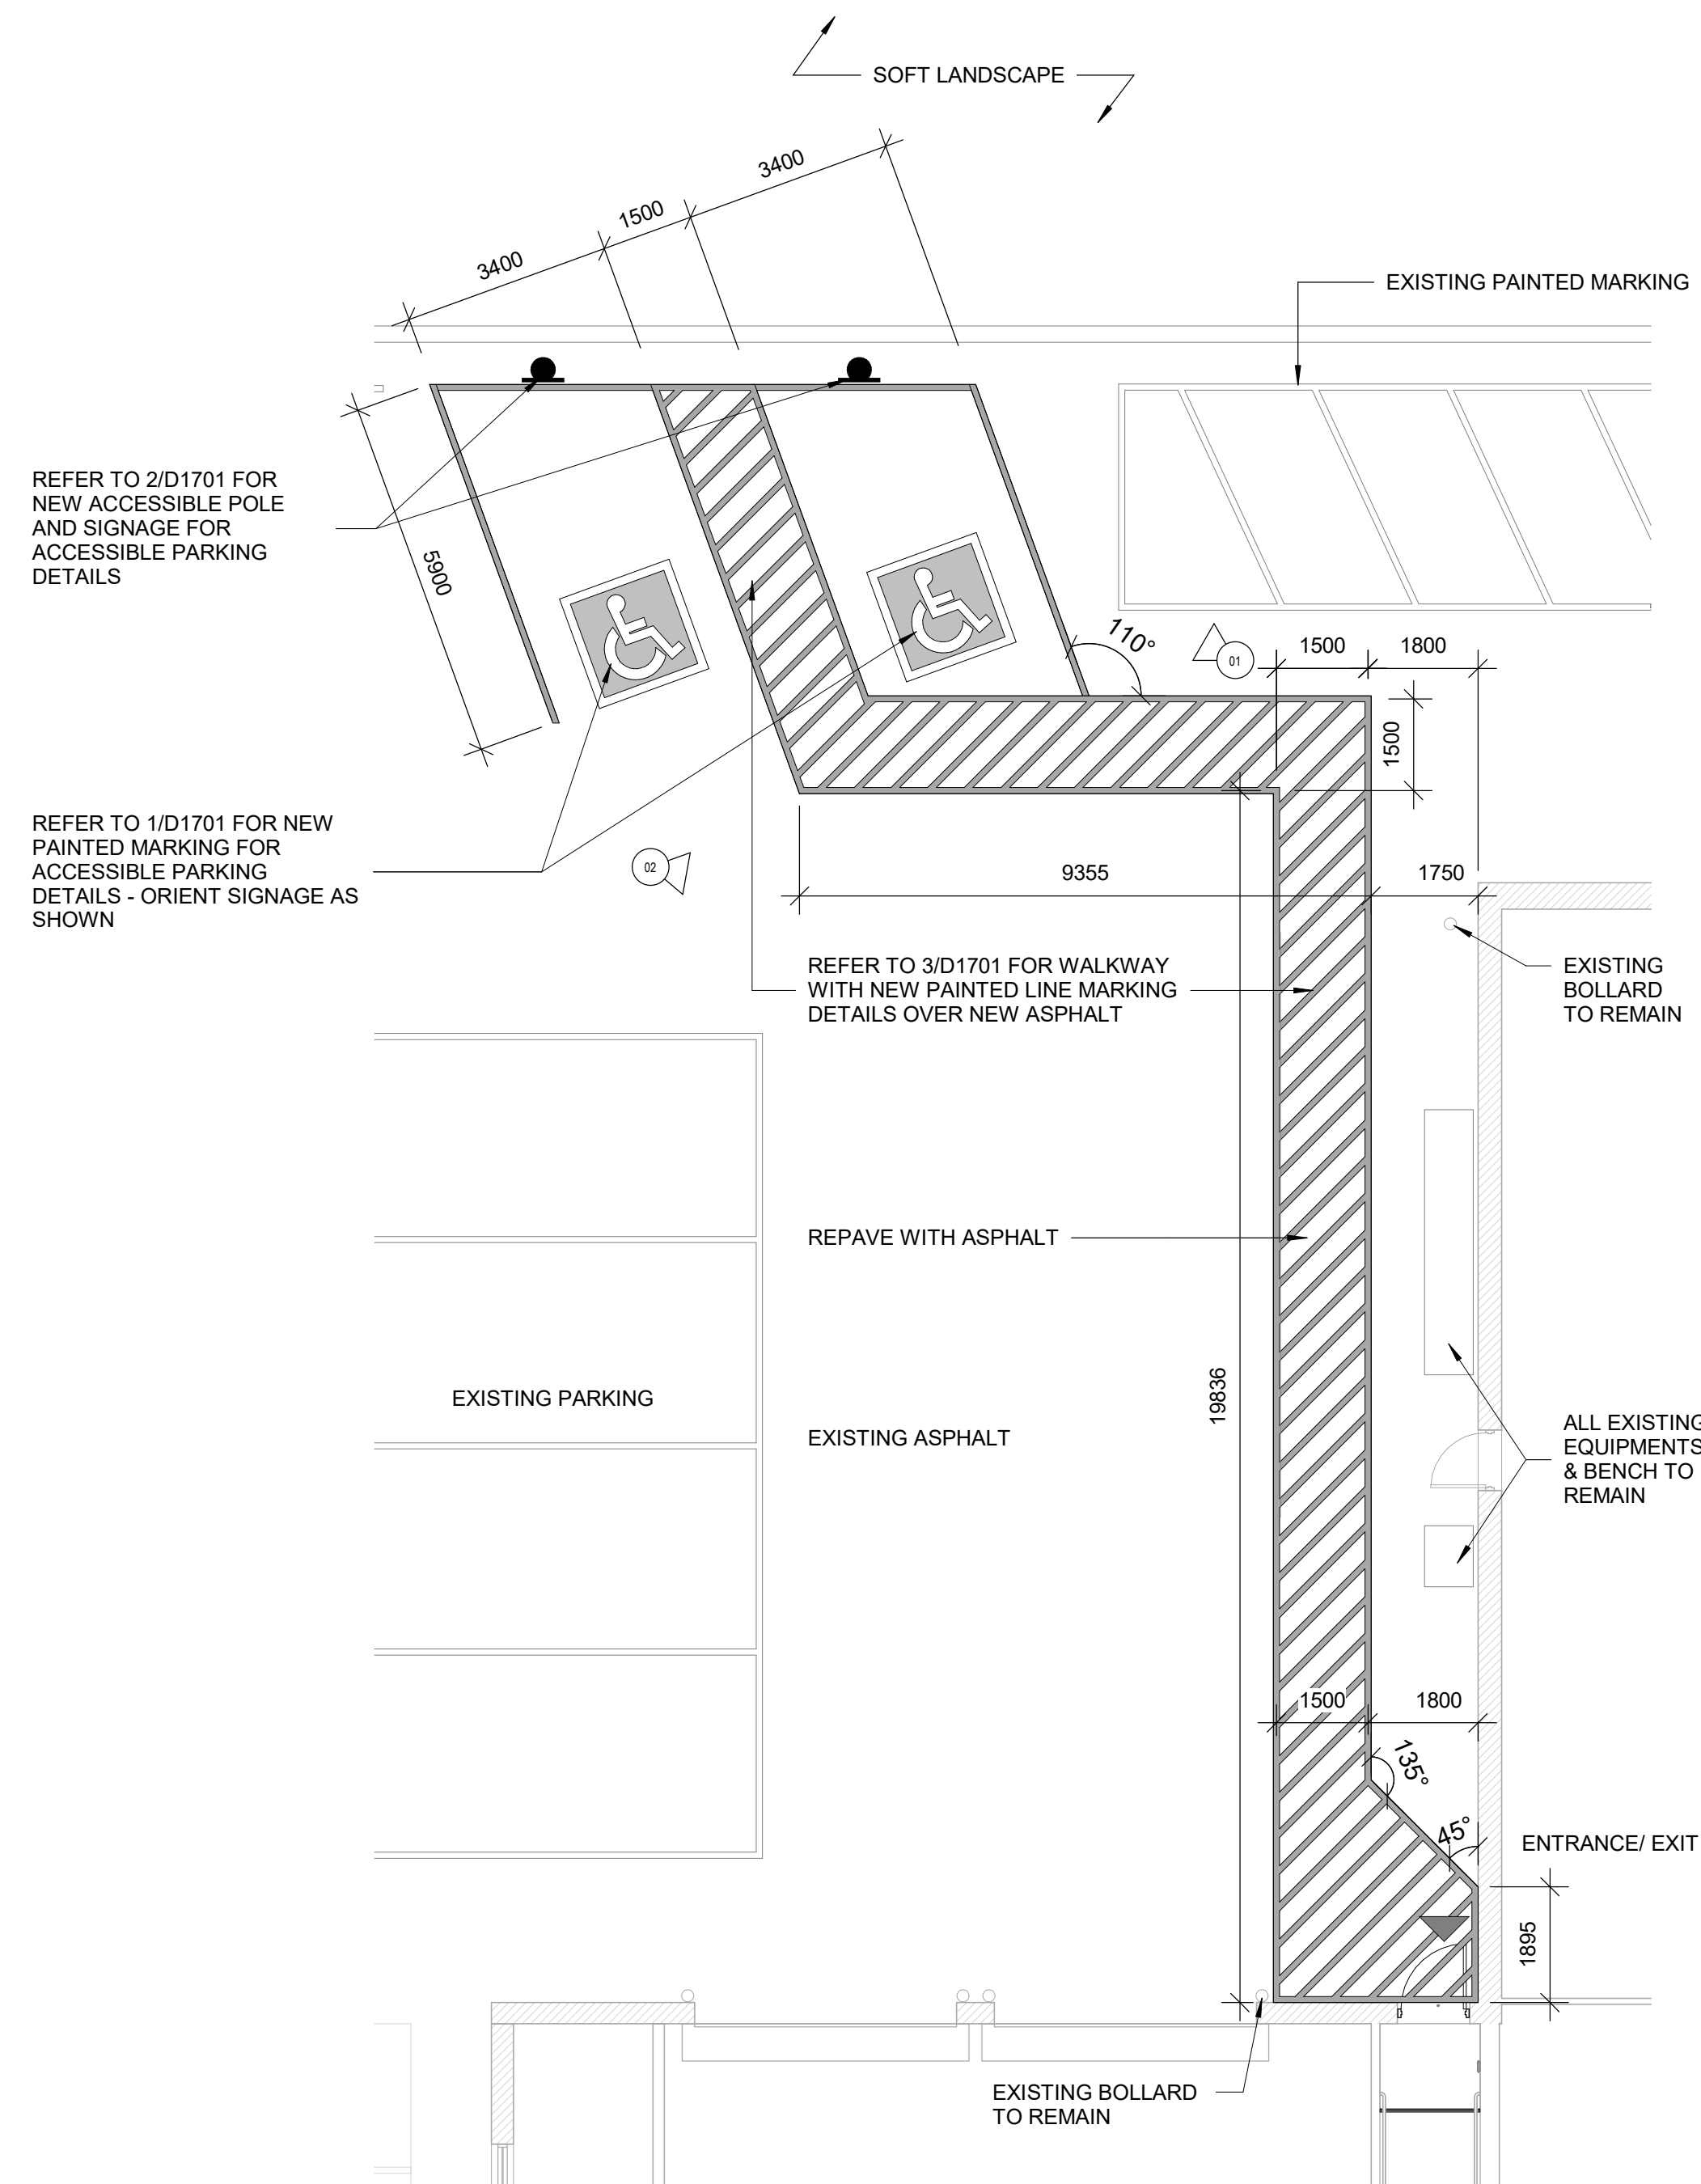 SOFT LANDSCAPE
3400
1500
3400
EXISTING PAINTED MARKING
REFER TO 2/D1701 FOR
NEW ACCESSIBLE POLE
AND SIGNAGE FOR
ACCESSIBLE PARKING
DETAILS
5900
110°
01
1500
1800
1500
REFER TO 1/D1701 FOR NEW
PAINTED MARKING FOR
ACCESSIBLE PARKING
DETAILS - ORIENT SIGNAGE AS
SHOWN
02
9355
1750
REFER TO 3/D1701 FOR WALKWAY
WITH NEW PAINTED LINE MARKING
DETAILS OVER NEW ASPHALT
EXISTING
BOLLARD
TO REMAIN
REPAVE WITH ASPHALT
EXISTING PARKING
19836
EXISTING ASPHALT
ALL EXISTING
EQUIPMENTS
& BENCH TO
REMAIN
1500
1800
135°
45°
ENTRANCE/ EXIT
1895
EXISTING BOLLARD
TO REMAIN